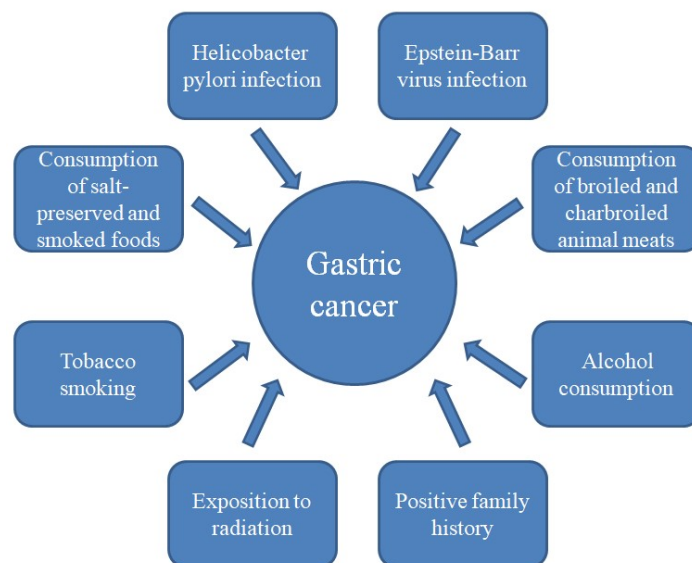 Helicobacter
pylori infection
Epstein-Barr
virus infection
Consumption
of salt-
preserved and
smoked foods
Consumption
of broiled and
charbroiled
animal meats
Gastric
cancer
Tobacco
smoking
Alcohol
consumption
Exposition to
radiation
Positive family
history